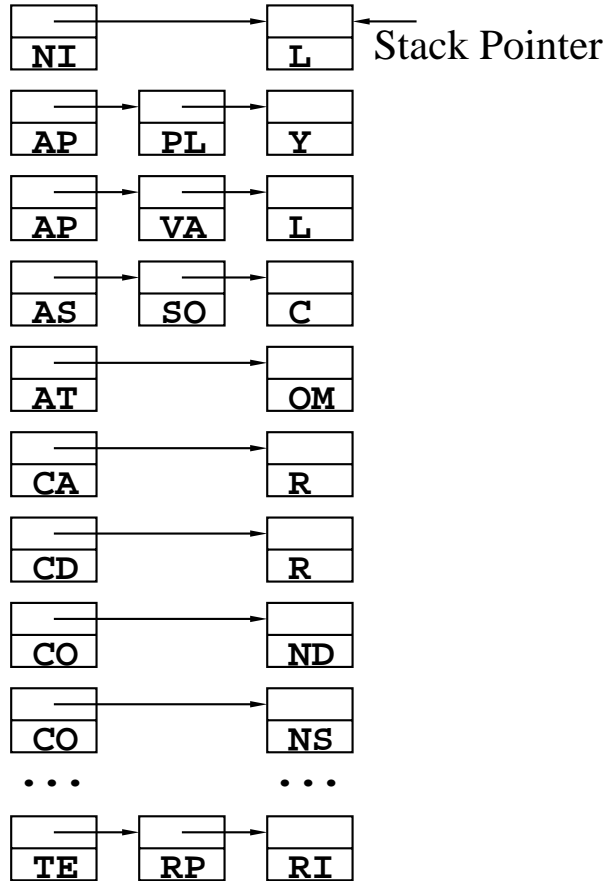 NI L Stack Pointer
AP PL Y
AP VA L
AS SO C
AT OM
CA R
CD R
CO ND
CO NS
... ...
TE RP RI